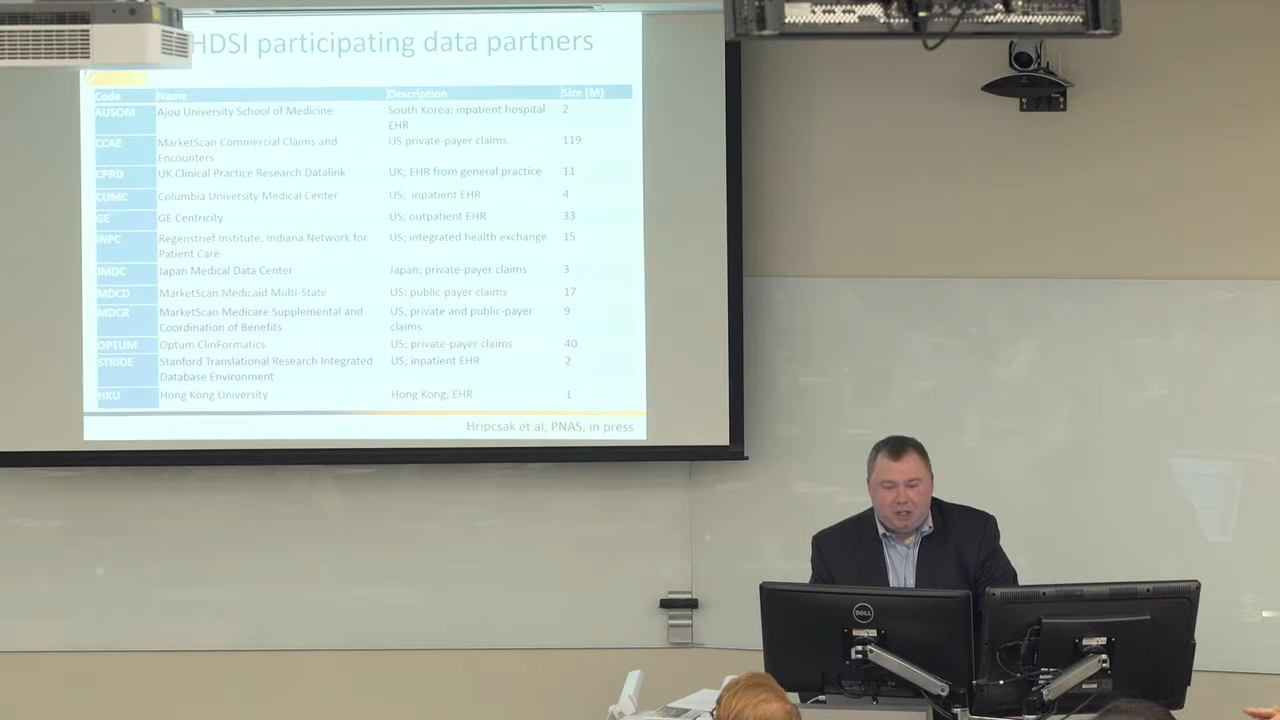 HDSI participating data partners
Code Name Description Size (M)
AUSOM Ajou University School of Medicine South Korea; inpatient hospital EHR 2
CCAE MarketScan Commercial Claims and Encounters US private-payer claims 119
CPRD UK Clinical Practice Research Datalink UK; EHR from general practice 11
CUMC Columbia University Medical Center US; inpatient EHR 4
GE GE Centricity US; outpatient EHR 33
INPC Regenstrief Institute, Indiana Network for Patient Care US; integrated health exchange 15
JMDC Japan Medical Data Center Japan; private-payer claims 3
MDCD MarketScan Medicaid Multi-State US; public-payer claims 17
MDCR MarketScan Medicare Supplemental and Coordination of Benefits US; private and public-payer claims 9
OPTUM Optum ClinFormatics US; private-payer claims 40
STRIDE Stanford Translational Research Integrated Database Environment US; inpatient EHR 2
HKU Hong Kong University Hong Kong; EHR 1
Hripcsak et al, PNAS, in press
DELL